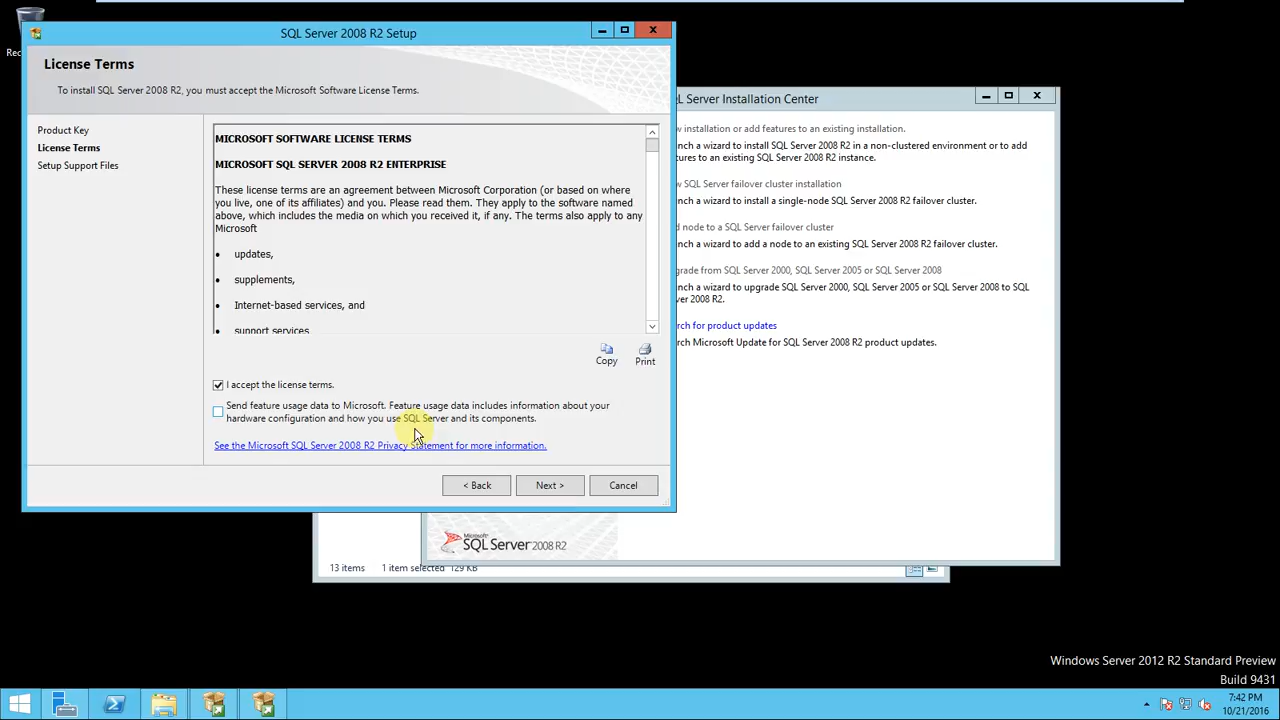 Rec
SQL Server 2008 R2 Setup
License Terms
To install SQL Server 2008 R2, you must accept the Microsoft Software License Terms.
Product Key
License Terms
Setup Support Files
MICROSOFT SOFTWARE LICENSE TERMS
MICROSOFT SQL SERVER 2008 R2 ENTERPRISE
These license terms are an agreement between Microsoft Corporation (or based on where
you live, one of its affiliates) and you. Please read them. They apply to the software named
above, which includes the media on which you received it, if any. The terms also apply to any
Microsoft
• updates,
• supplements,
• Internet-based services, and
• support services
Copy
Print
I accept the license terms.
Send feature usage data to Microsoft. Feature usage data includes information about your
hardware configuration and how you use SQL Server and its components.
See the Microsoft SQL Server 2008 R2 Privacy Statement for more information.
< Back
Next >
Cancel
L Server Installation Center
w installation or add features to an existing installation.
nch a wizard to install SQL Server 2008 R2 in a non-clustered environment or to add
tures to an existing SQL Server 2008 R2 instance.
w SQL Server failover cluster installation
nch a wizard to install a single-node SQL Server 2008 R2 failover cluster.
d node to a SQL Server failover cluster
nch a wizard to add a node to an existing SQL Server 2008 R2 failover cluster.
grade from SQL Server 2000, SQL Server 2005 or SQL Server 2008
nch a wizard to upgrade SQL Server 2000, SQL Server 2005 or SQL Server 2008 to SQL
ver 2008 R2.
rch for product updates
rch Microsoft Update for SQL Server 2008 R2 product updates.
Microsoft
SQL Server 2008 R2
13 items 1 item selected 129 KB
Windows Server 2012 R2 Standard Preview
Build 9431
7:42 PM
10/21/2016